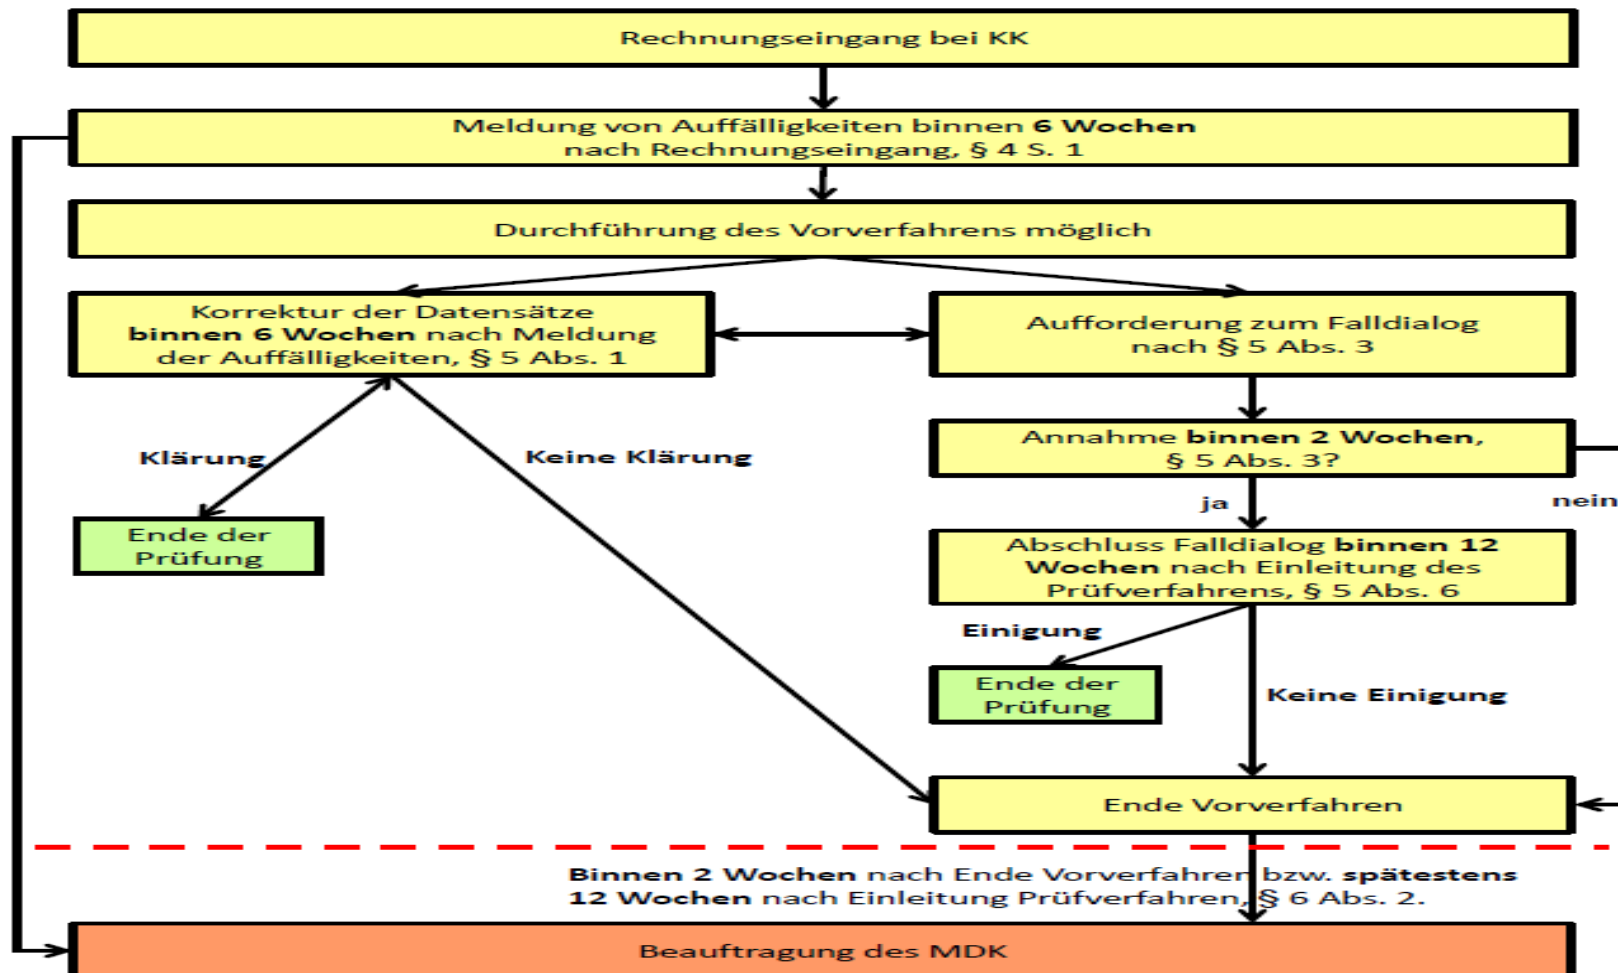 Rechnungseingang bei KK
Meldung von Auffälligkeiten binnen 6 Wochen
nach Rechnungseingang, § 4 S. 1
Durchführung des Vorverfahrens möglich
Korrektur der Datensätze
binnen 6 Wochen nach Meldung
der Auffälligkeiten, § 5 Abs. 1
Aufforderung zum Falldialog
nach § 5 Abs. 3
Annahme binnen 2 Wochen,
§ 5 Abs. 3?
Klärung
Keine Klärung
ja
nein
Ende der
Prüfung
Abschluss Falldialog binnen 12
Wochen nach Einleitung des
Prüfverfahrens, § 5 Abs. 6
Einigung
Ende der
Prüfung
Keine Einigung
Ende Vorverfahren
Binnen 2 Wochen nach Ende Vorverfahren bzw. spätestens
12 Wochen nach Einleitung Prüfverfahren, § 6 Abs. 2.
Beauftragung des MDK